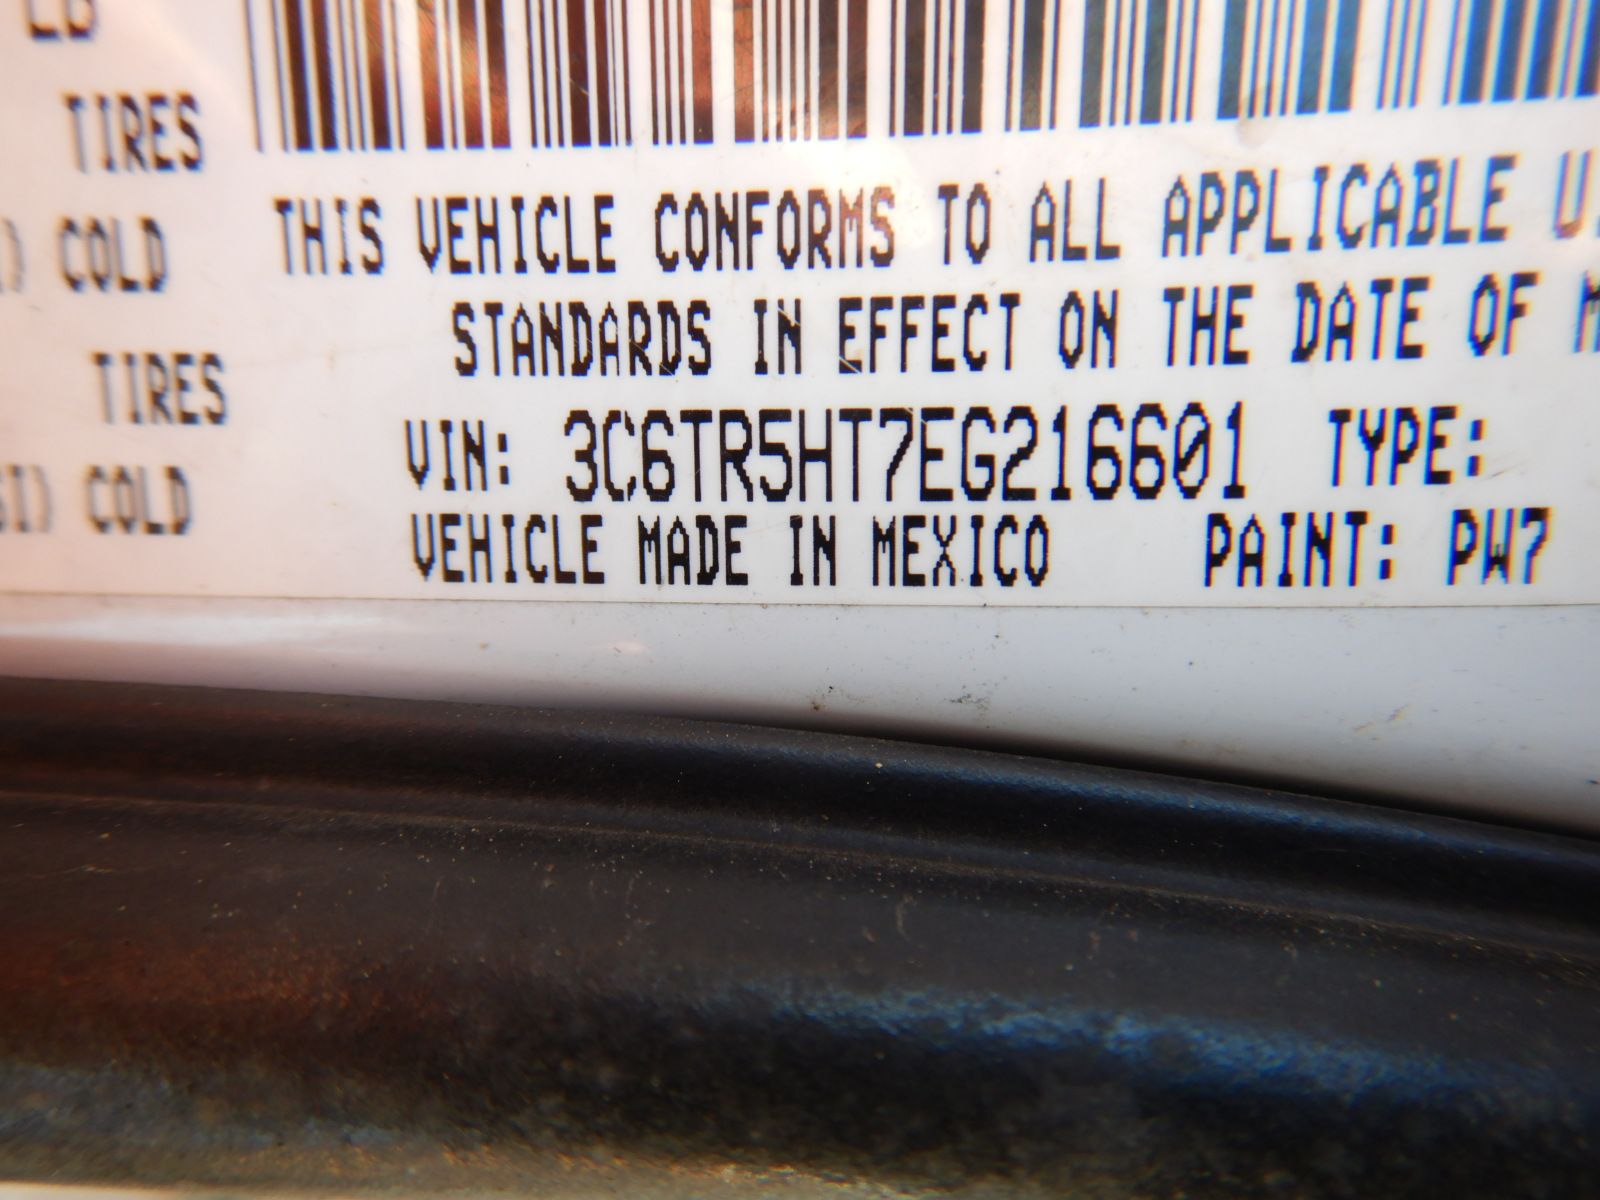 LB
TIRES
) COLD
TIRES
SI) COLD
THIS VEHICLE CONFORMS TO ALL APPLICABLE U.
STANDARDS IN EFFECT ON THE DATE OF M
VIN: 3C6TR5HT7EG216601 TYPE:
VEHICLE MADE IN MEXICO PAINT: PW7